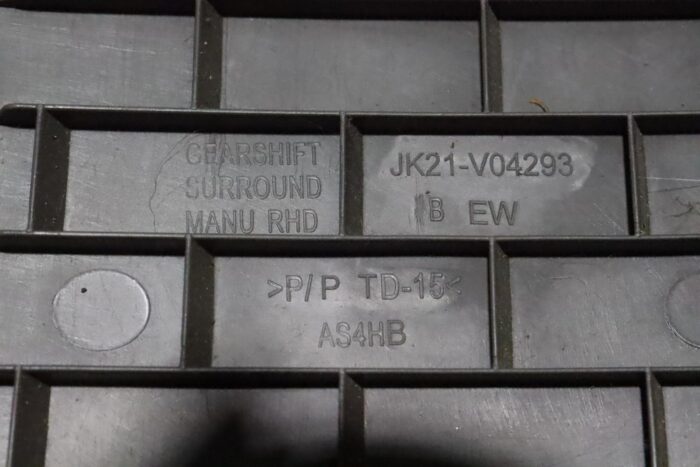 GEARSHIFT
SURROUND
MANU RHD
JK21-V04293
B EW
>P/P TD-15<
AS4HB